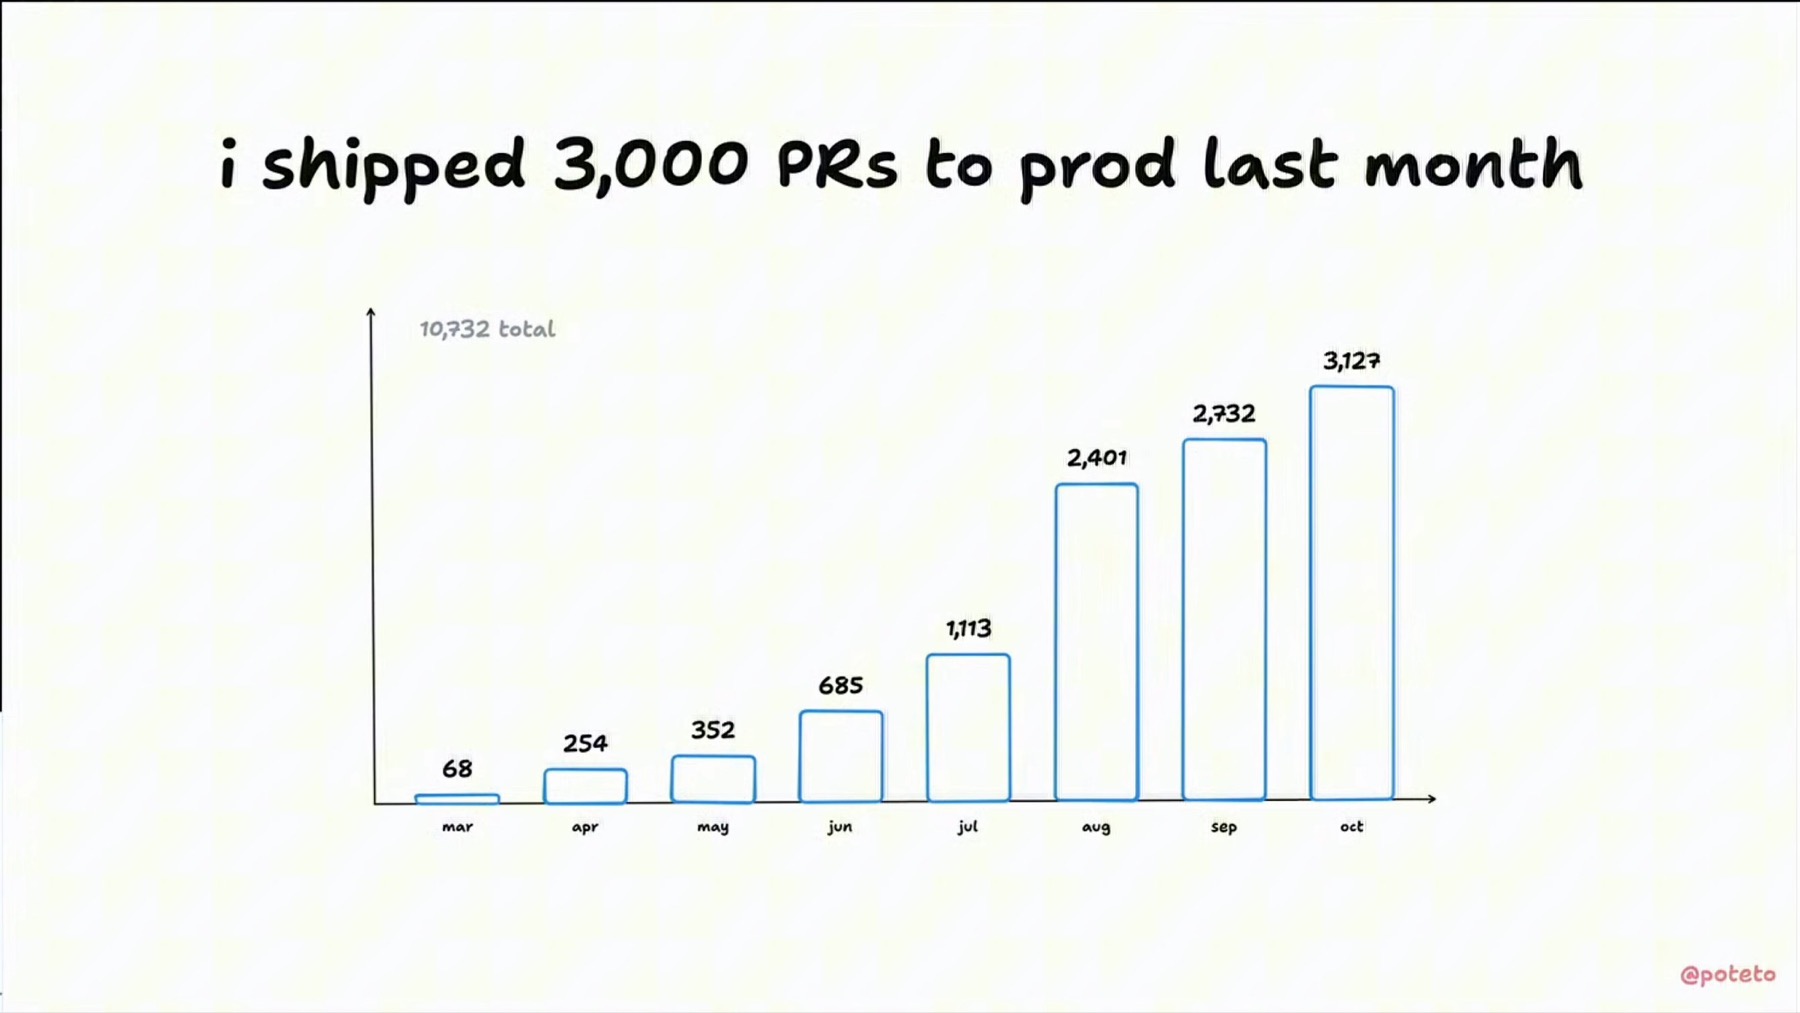 i shipped 3,000 PRs to prod last month
10,732 total
3,127
2,732
2,401
1,113
685
352
254
68
mar apr may jun jul aug sep oct
@poteto